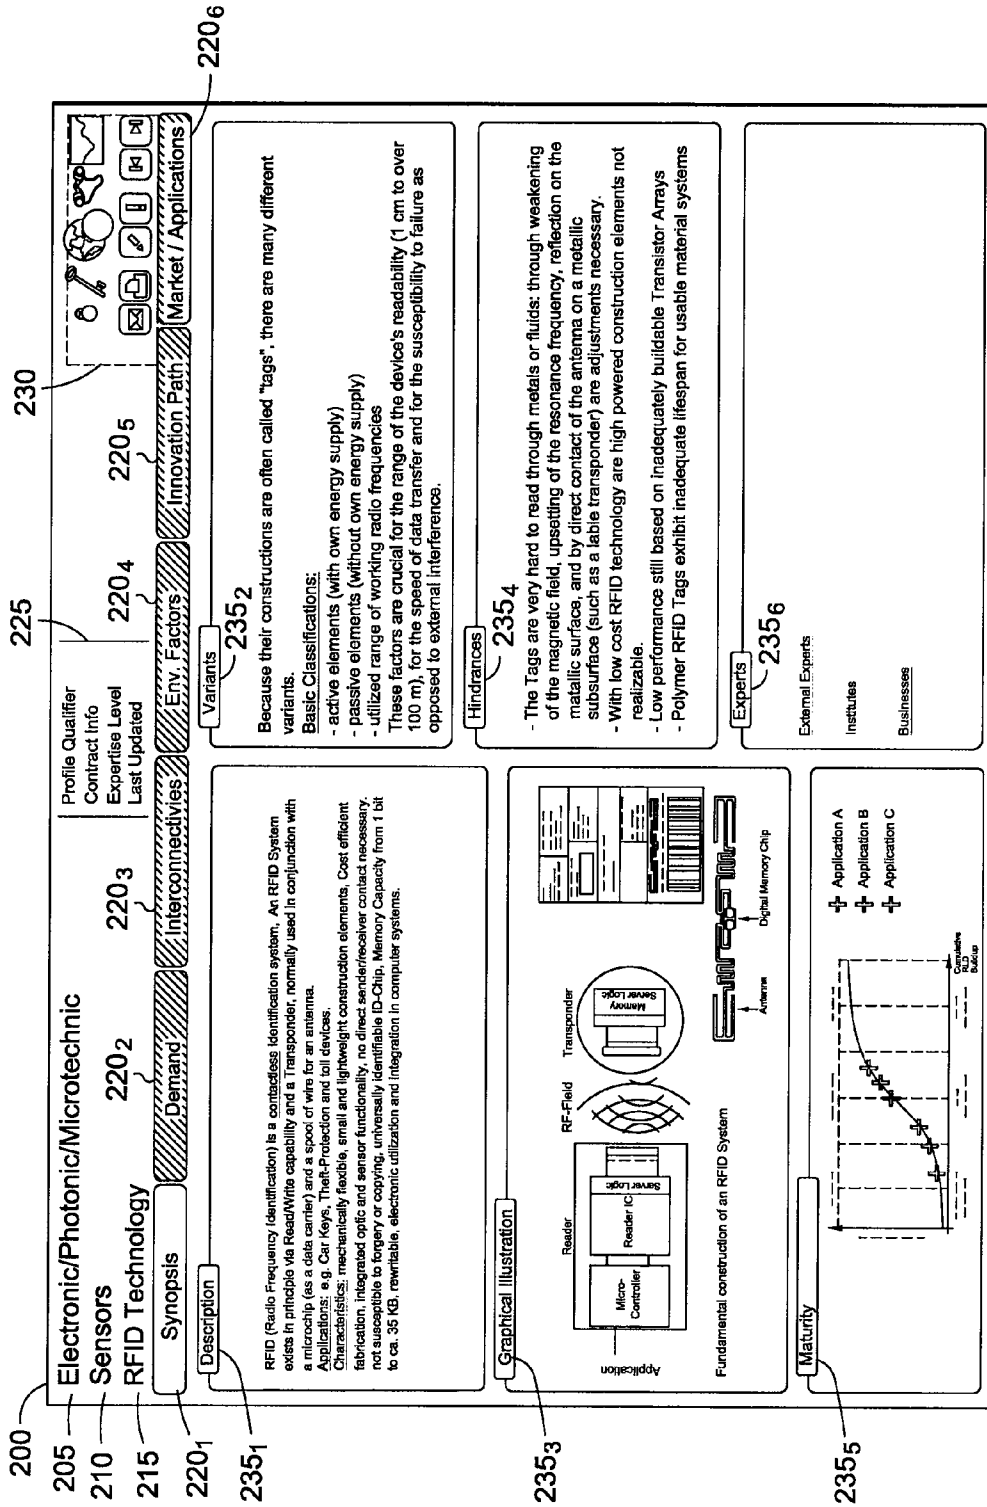 200
205
Electronic/Photonic/Microtechnic
210
Sensors
215
RFID Technology
225
Profile Qualifier
Contract Info
Expertise Level
Last Updated
230
220₁
Synopsis
220₂
Demand
220₃
Interconnectivies
220₄
Env. Factors
220₅
Innovation Path
220₆
Market / Applications
235₁
Description
RFID (Radio Frequency Identification) is a contactless identification system, An RFID System
exists in principle via Read/Write capability and a Transponder, normally used in conjunction with
a microchip (as a data carrier) and a spool of wire for an antenna.
Applications: e.g. Car Keys, Theft-Protection and toll devices.
Characteristics: mechanically flexible, small and lightweight construction elements, Cost efficient
fabrication, integrated optic and sensor functionality, no direct sender/receiver contact necessary.
not susceptible to forgery or copying, universally identifiable ID-Chip, Memory Capacity from 1 bit
to ca. 35 KB, rewritable, electronic utilization and integration in computer systems.
Variants
235₂
Because their constructions are often called "tags", there are many different
variants.
Basic Classifications:
- active elements (with own energy supply)
- passive elements (without own energy supply)
- utilized range of working radio frequencies
These factors are crucial for the range of the device's readability (1 cm to over
100 m), for the speed of data transfer and for the susceptibility to failure as
opposed to external interference.
235₃
Graphical Illustration
Application
Reader
Micro-
Controller
Reader IC
Server Logic
RF-Field
Transponder
Memory
Server Logic
Antenna
Digital Memory Chip
Fundamental construction of an RFID System
Hindrances
235₄
- The Tags are very hard to read through metals or fluids: through weakening
of the magnetic field, upsetting of the resonance frequency, reflection on the
matallic surface, and by direct contact of the antenna on a metallic
subsurface (such as a lable transponder) are adjustments necessary.
- With low cost RFID technology are high powered construction elements not
realizable.
- Low performance still based on inadequately buildable Transistor Arrays
- Polymer RFID Tags exhibit inadequate lifespan for usable material systems
235₅
Maturity
Application A
Application B
Application C
Cumulative
RLD
Buildup
Experts
235₆
External Experts
Institutes
Businesses